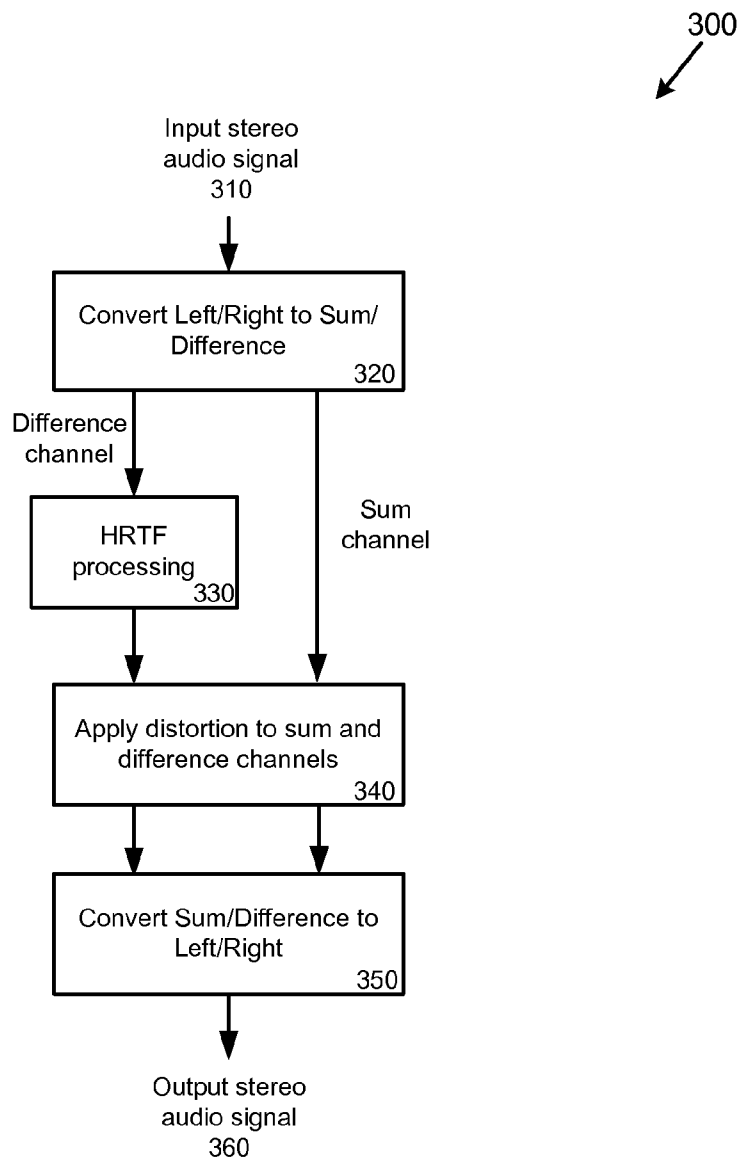 300
Input stereo
audio signal
310
Convert Left/Right to Sum/
Difference
320
Difference
channel
Sum
channel
HRTF
processing
330
Apply distortion to sum and
difference channels
340
Convert Sum/Difference to
Left/Right
350
Output stereo
audio signal
360